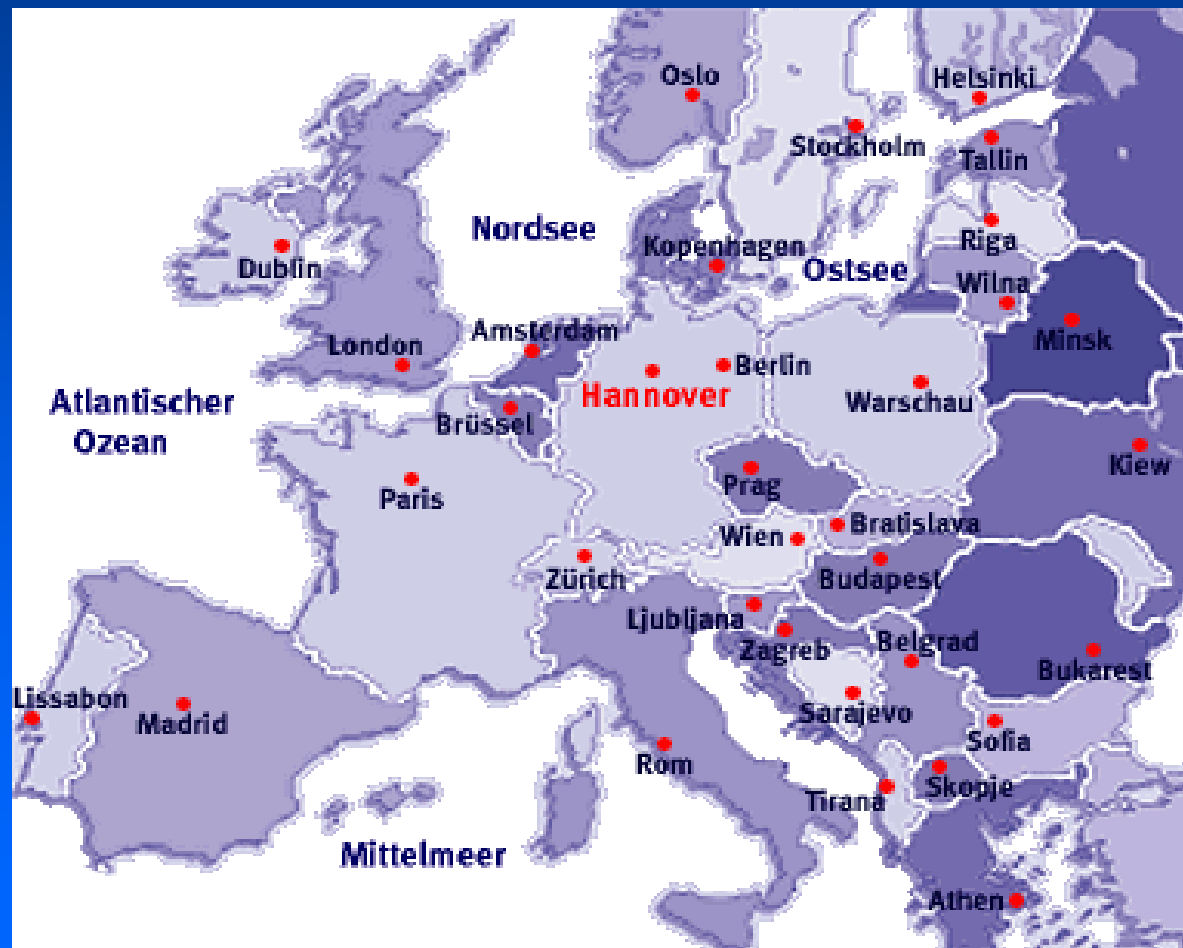 Oslo
Helsinki
Stockholm
Tallin
Nordsee
Riga
Kopenhagen
Dublin
Ostsee
Wilna
Amsterdam
Minsk
London
Berlin
Hannover
Warschau
Atlantischer
Ozean
Brüssel
Kiew
Prag
Paris
Bratislava
Wien
Zürich
Budapest
Ljubljana
Zagreb
Belgrad
Bukarest
Lissabon
Madrid
Sarajevo
Sofia
Rom
Skopje
Tirana
Mittelmeer
Athen